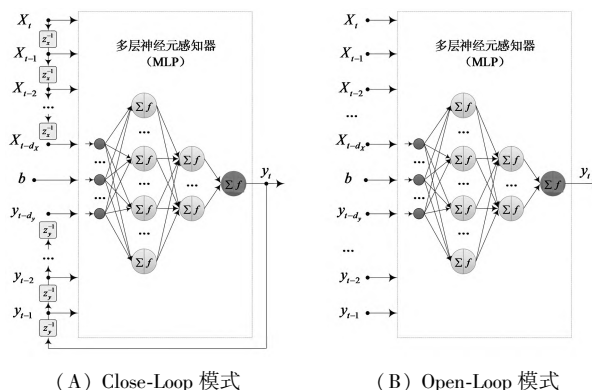 X_t
z_x^{-1}
X_{t-1}
z_x^{-1}
X_{t-2}
...
z_x^{-1}
X_{t-d_X}
...
b
...
y_{t-d_y}
z_y^{-1}
...
y_{t-2}
z_y^{-1}
y_{t-1}
z_y^{-1}
多层神经元感知器
（MLP）
Σ f
...
Σ f Σ f
... ...
Σ f Σ f
...
Σ f
Σ f
y_t
(A) Close-Loop 模式
X_t
X_{t-1}
X_{t-2}
...
X_{t-d_X}
...
b
...
y_{t-d_y}
...
y_{t-2}
y_{t-1}
多层神经元感知器
（MLP）
Σ f
...
Σ f Σ f
... ...
Σ f Σ f
...
Σ f
Σ f
y_t
(B) Open-Loop 模式